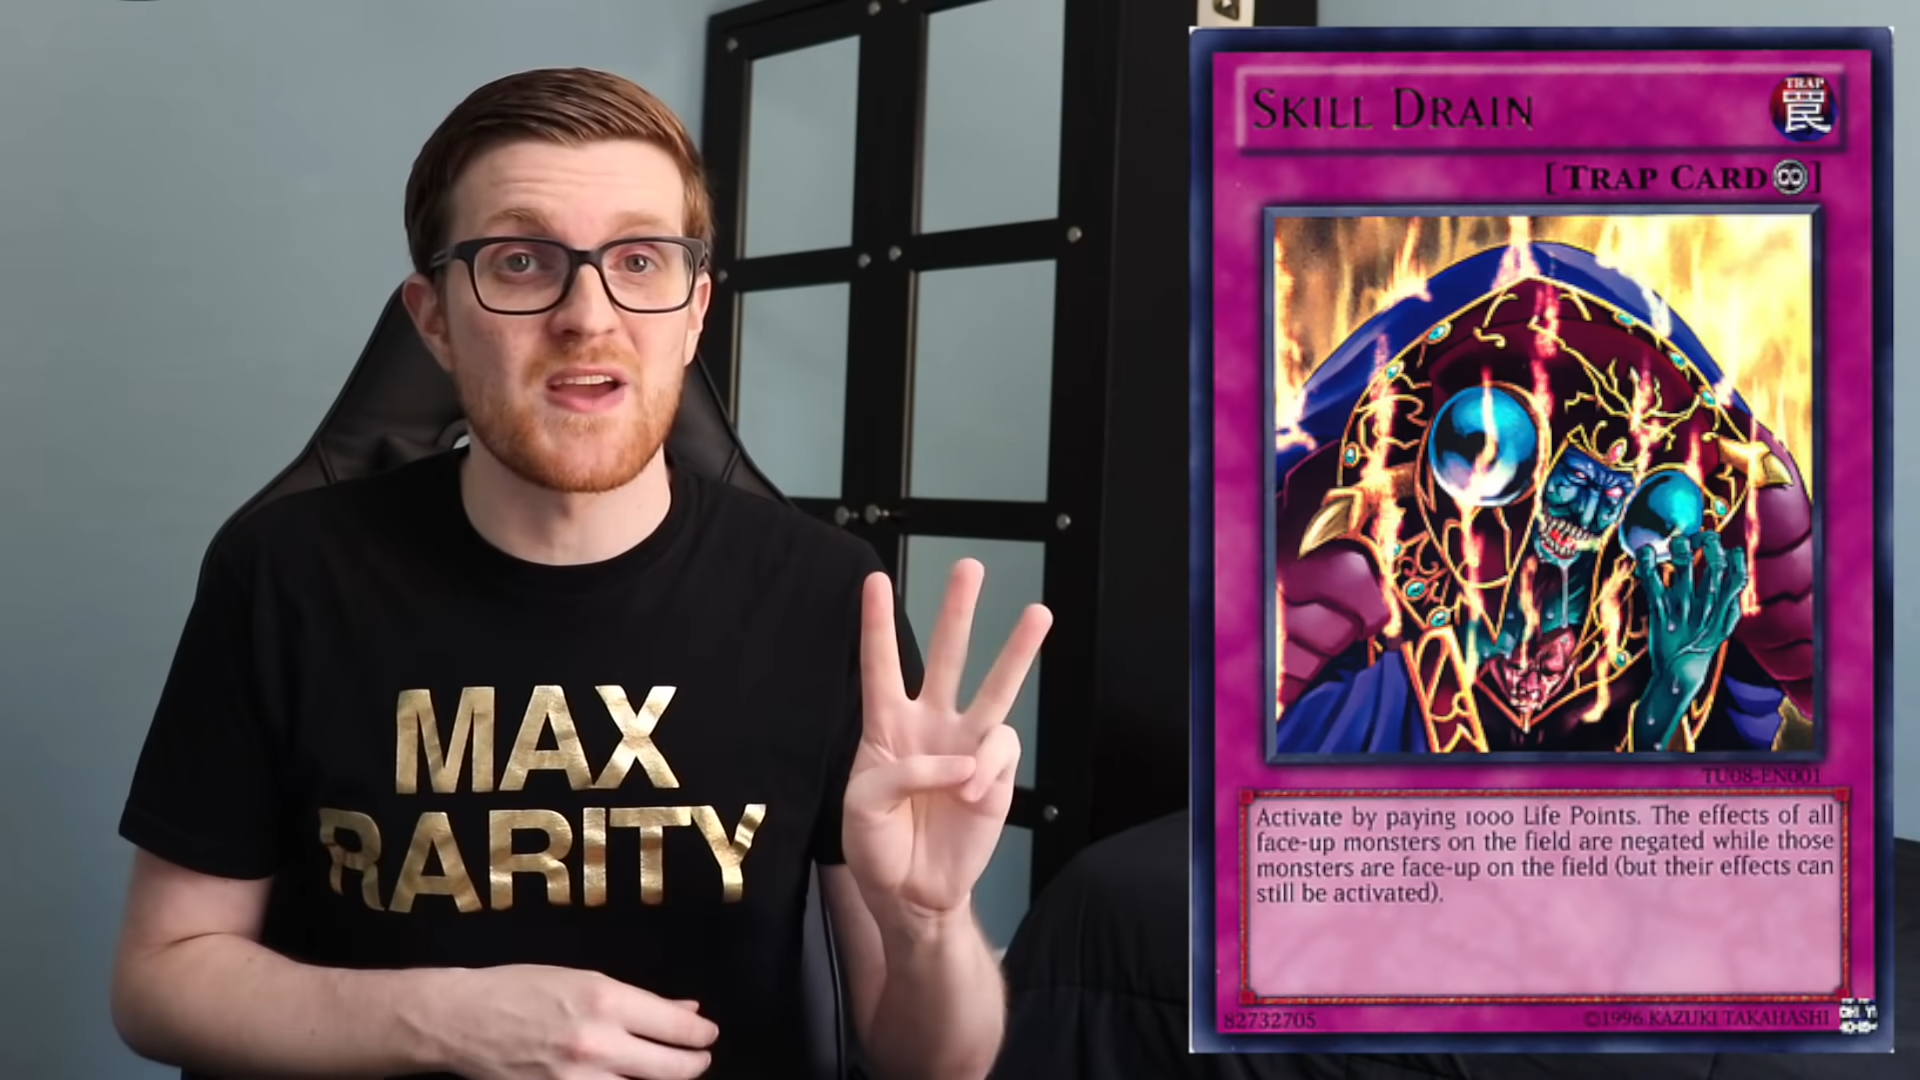 MAX
RARITY
SKILL DRAIN
TRAP
罠
[TRAP CARD]
TU08-EN001
Activate by paying 1000 Life Points. The effects of all
face-up monsters on the field are negated while those
monsters are face-up on the field (but their effects can
still be activated).
82732705
©1996 KAZUKI TAKAHASHI